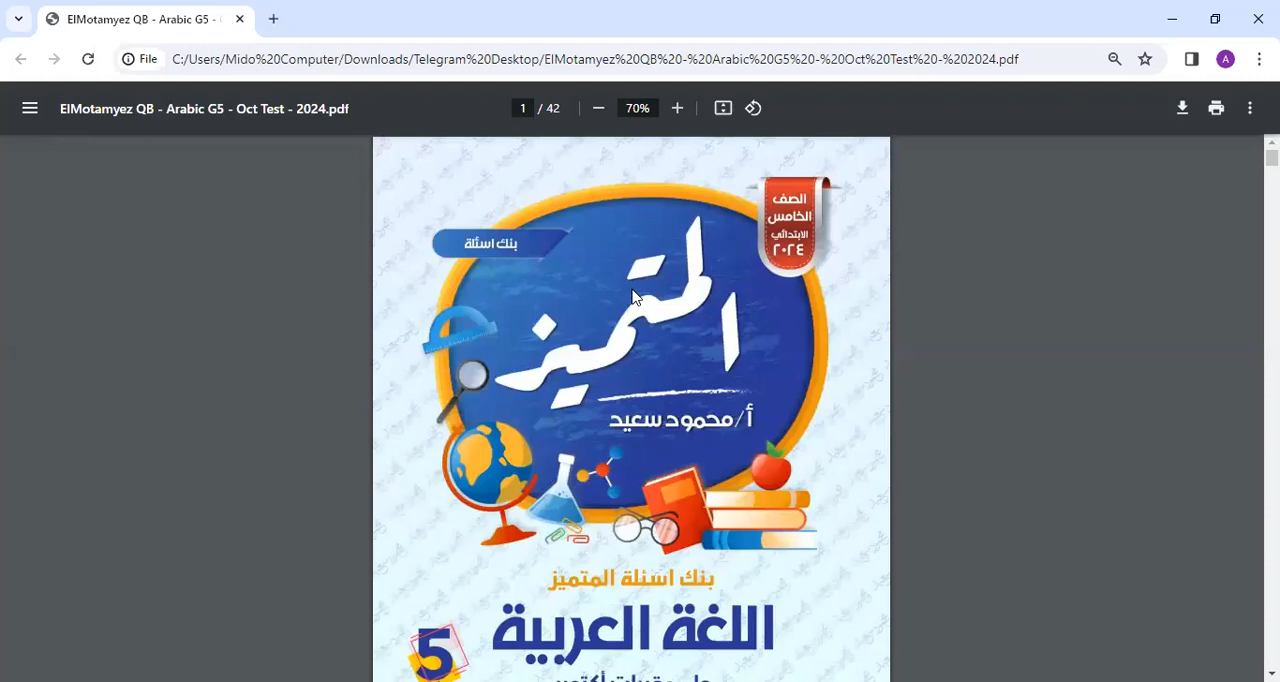 ElMotamyez QB - Arabic G5 -
File
C:/Users/Mido%20Computer/Downloads/Telegram%20Desktop/ElMotamyez%20QB%20-%20Arabic%20G5%20-%20Oct%20Test%20-%202024.pdf
A
ElMotamyez QB - Arabic G5 - Oct Test - 2024.pdf
1 / 42
70%
الصف
الخامس
الابتدائي
٢٠٢٤
بنك اسئلة
المتميز
أ/محمود سعيد
بنك اسئلة المتميز
اللغة العربية
5